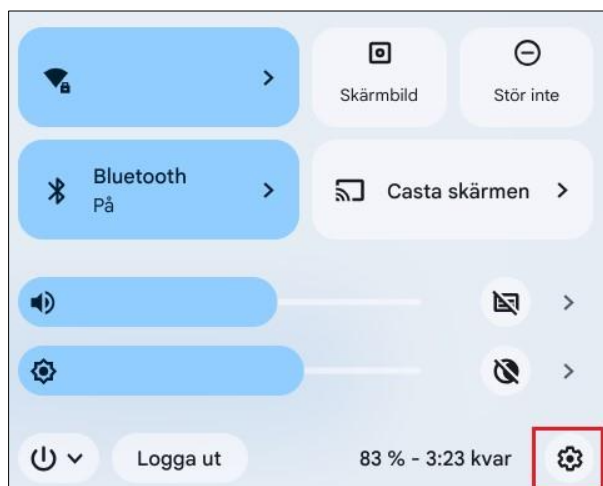 Skärmbild
Stör inte
Bluetooth
På
Casta skärmen
Logga ut
83 % - 3:23 kvar